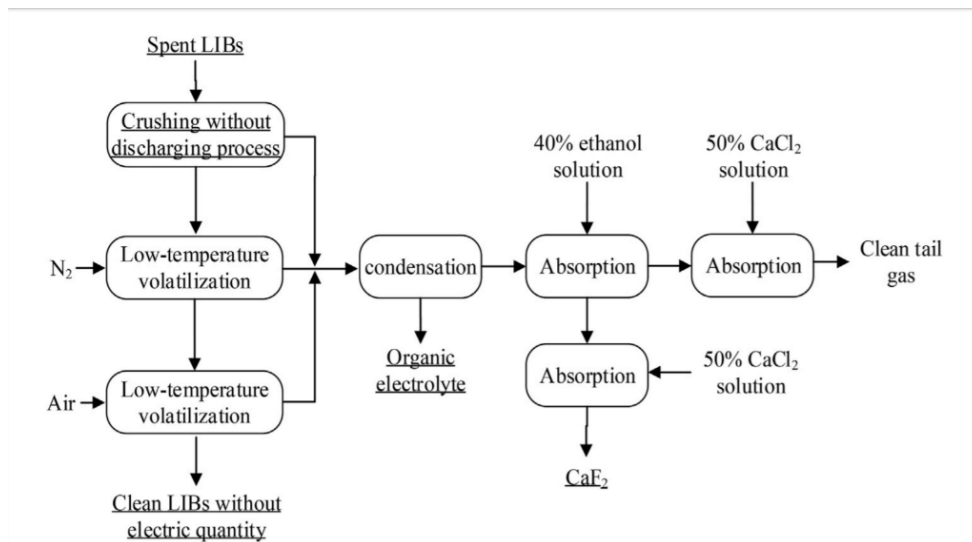 Spent LIBs
Crushing without
discharging process
40% ethanol
solution
50% CaCl₂
solution
N₂
Low-temperature
volatilization
condensation
Absorption
Absorption
Clean tail
gas
Organic
electrolyte
Absorption
50% CaCl₂
solution
Air
Low-temperature
volatilization
CaF₂
Clean LIBs without
electric quantity